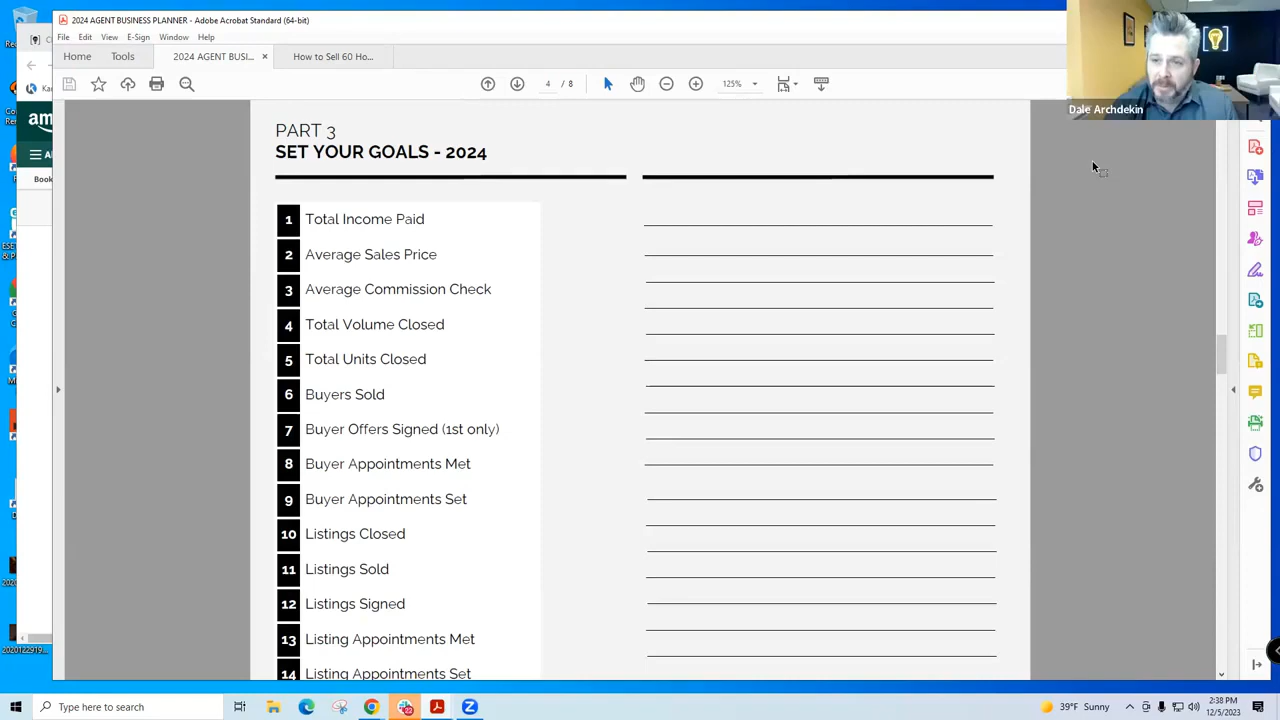 2024 AGENT BUSINESS PLANNER - Adobe Acrobat Standard (64-bit)
File Edit View E-Sign Window Help
Home Tools 2024 AGENT BUSI... × How to Sell 60 Ho...
4 / 8 125%
Dale Archdekin
am
Book
PART 3
SET YOUR GOALS - 2024
1 Total Income Paid
2 Average Sales Price
3 Average Commission Check
4 Total Volume Closed
5 Total Units Closed
6 Buyers Sold
7 Buyer Offers Signed (1st only)
8 Buyer Appointments Met
9 Buyer Appointments Set
10 Listings Closed
11 Listings Sold
12 Listings Signed
13 Listing Appointments Met
14 Listing Appointments Set
2020122919...
Type here to search
39°F Sunny
2:38 PM
12/5/2023